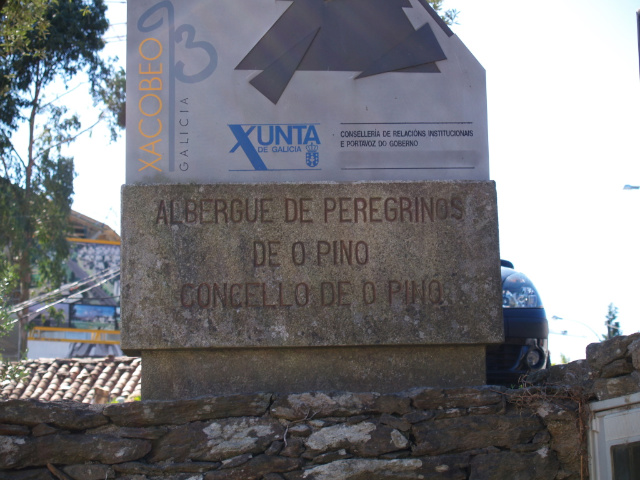 XACOBEO 93
GALICIA
XUNTA
DE GALICIA
CONSELLERÍA DE RELACIÓNS INSTITUCIONAIS
E PORTAVOZ DO GOBERNO
ALBERGUE DE PEREGRINOS
DE O PINO
CONCELLO DE O PINO